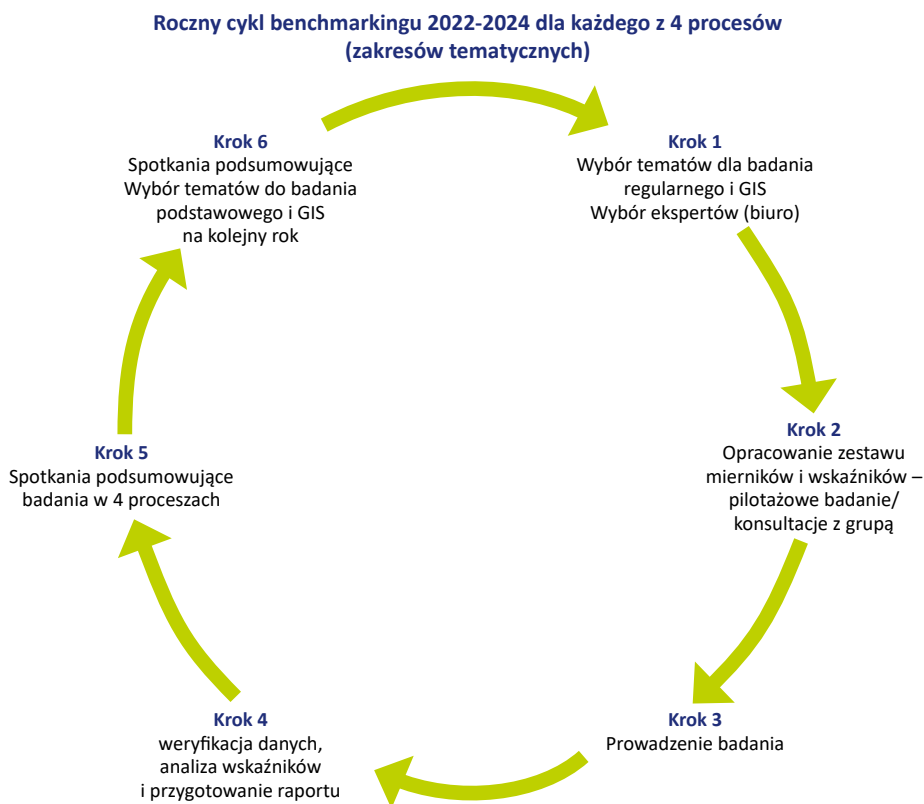 Roczny cykl benchmarkingu 2022-2024 dla każdego z 4 procesów
(zakresów tematycznych)
Krok 1
Wybór tematów dla badania
regularnego i GIS
Wybór ekspertów (biuro)
Krok 2
Opracowanie zestawu
mierników i wskaźników –
pilotażowe badanie/
konsultacje z grupą
Krok 3
Prowadzenie badania
Krok 4
weryfikacja danych,
analiza wskaźników
i przygotowanie raportu
Krok 5
Spotkania podsumowujące
badania w 4 proceszach
Krok 6
Spotkania podsumowujące
Wybór tematów do badania
podstawowego i GIS
na kolejny rok